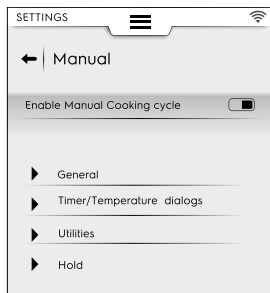 SETTINGS
Manual
Enable Manual Cooking cycle
General
Timer/Temperature dialogs
Utilities
Hold